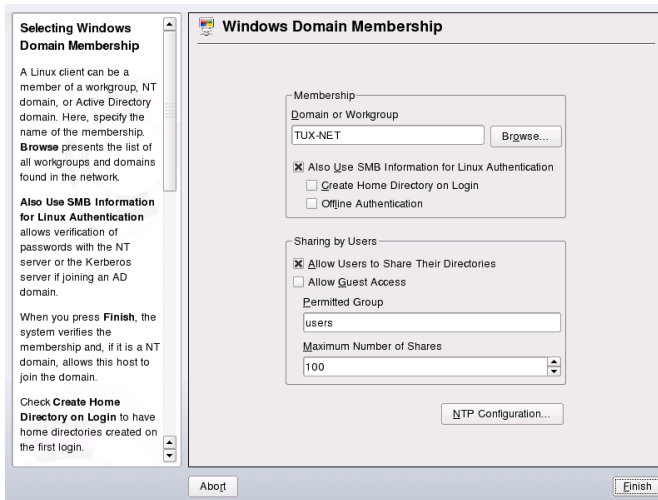 Selecting Windows
Domain Membership
A Linux client can be a
member of a workgroup, NT
domain, or Active Directory
domain. Here, specify the
name of the membership.
Browse presents the list of
all workgroups and domains
found in the network.
Also Use SMB Information
for Linux Authentication
allows verification of
passwords with the NT
server or the Kerberos
server if joining an AD
domain.
When you press Finish, the
system verifies the
membership and, if it is a NT
domain, allows this host to
join the domain.
Check Create Home
Directory on Login to have
home directories created on
the first login.
Windows Domain Membership
Membership
Domain or Workgroup
TUX-NET
Browse...
Also Use SMB Information for Linux Authentication
Create Home Directory on Login
Offline Authentication
Sharing by Users
Allow Users to Share Their Directories
Allow Guest Access
Permitted Group
users
Maximum Number of Shares
100
NTP Configuration...
Abort
Finish